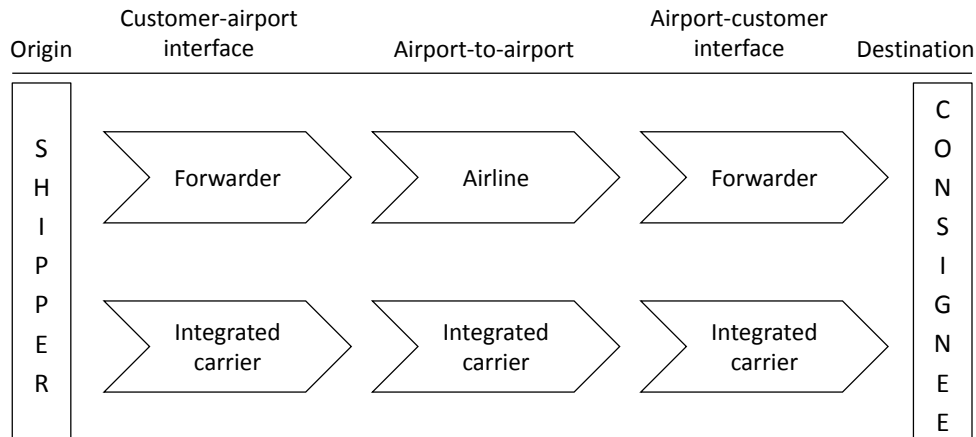 Origin
Customer-airport
interface
Airport-to-airport
Airport-customer
interface
Destination
S
H
I
P
P
E
R
Forwarder
Airline
Forwarder
Integrated
carrier
Integrated
carrier
Integrated
carrier
C
O
N
S
I
G
N
E
E